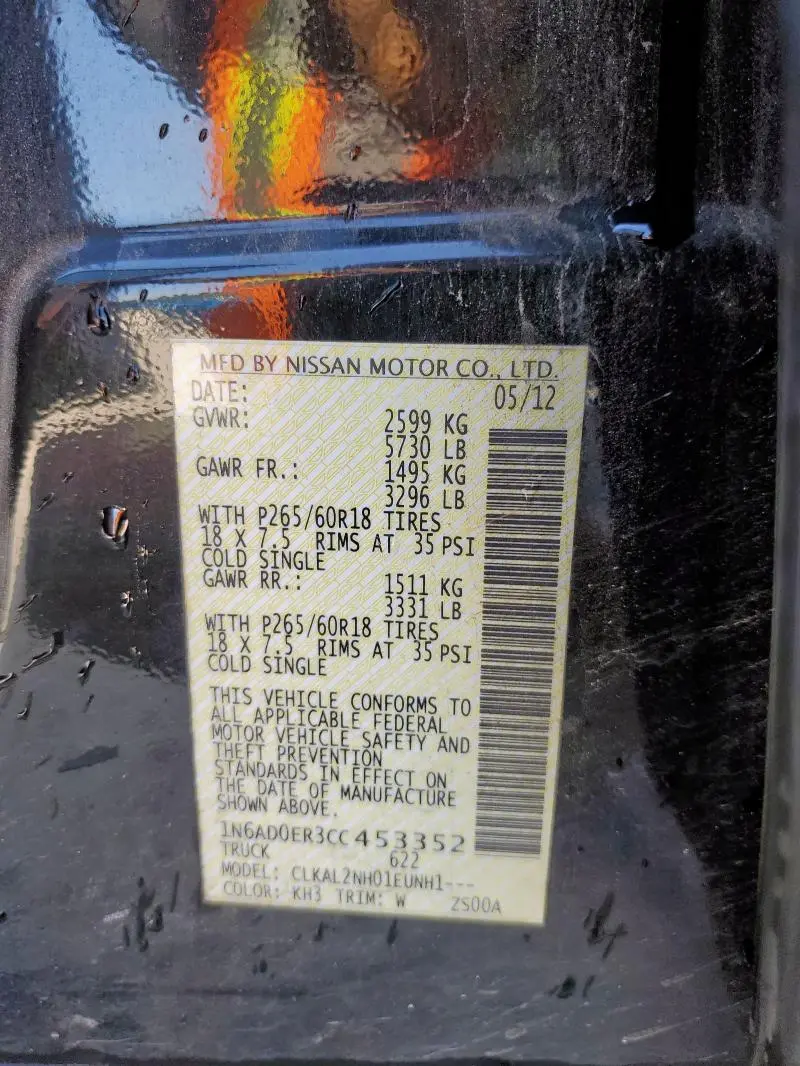 MFD BY NISSAN MOTOR CO., LTD.
DATE: 05/12
GVWR: 2599 KG
5730 LB
GAWR FR.: 1495 KG
3296 LB
WITH P265/60R18 TIRES
18 X 7.5 RIMS AT 35 PSI
COLD SINGLE
GAWR RR.: 1511 KG
3331 LB
WITH P265/60R18 TIRES
18 X 7.5 RIMS AT 35 PSI
COLD SINGLE
THIS VEHICLE CONFORMS TO
ALL APPLICABLE FEDERAL
MOTOR VEHICLE SAFETY AND
THEFT PREVENTION
STANDARDS IN EFFECT ON
THE DATE OF MANUFACTURE
SHOWN ABOVE.
1N6AD0ER3CC453352
TRUCK 622
MODEL: CLKAL2NH01EUNH1---
COLOR: KH3 TRIM: W ZS00A